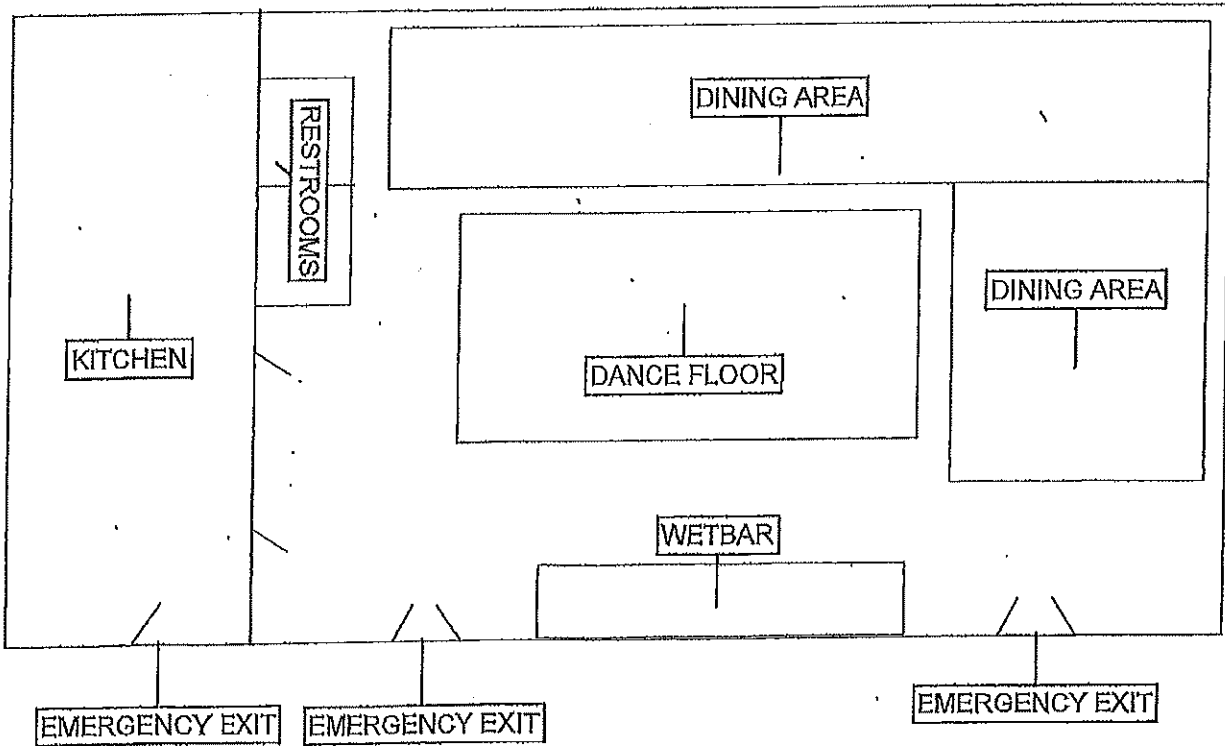 DINING AREA
RESTROOMS
DINING AREA
KITCHEN
DANCE FLOOR
WETBAR
EMERGENCY EXIT
EMERGENCY EXIT
EMERGENCY EXIT